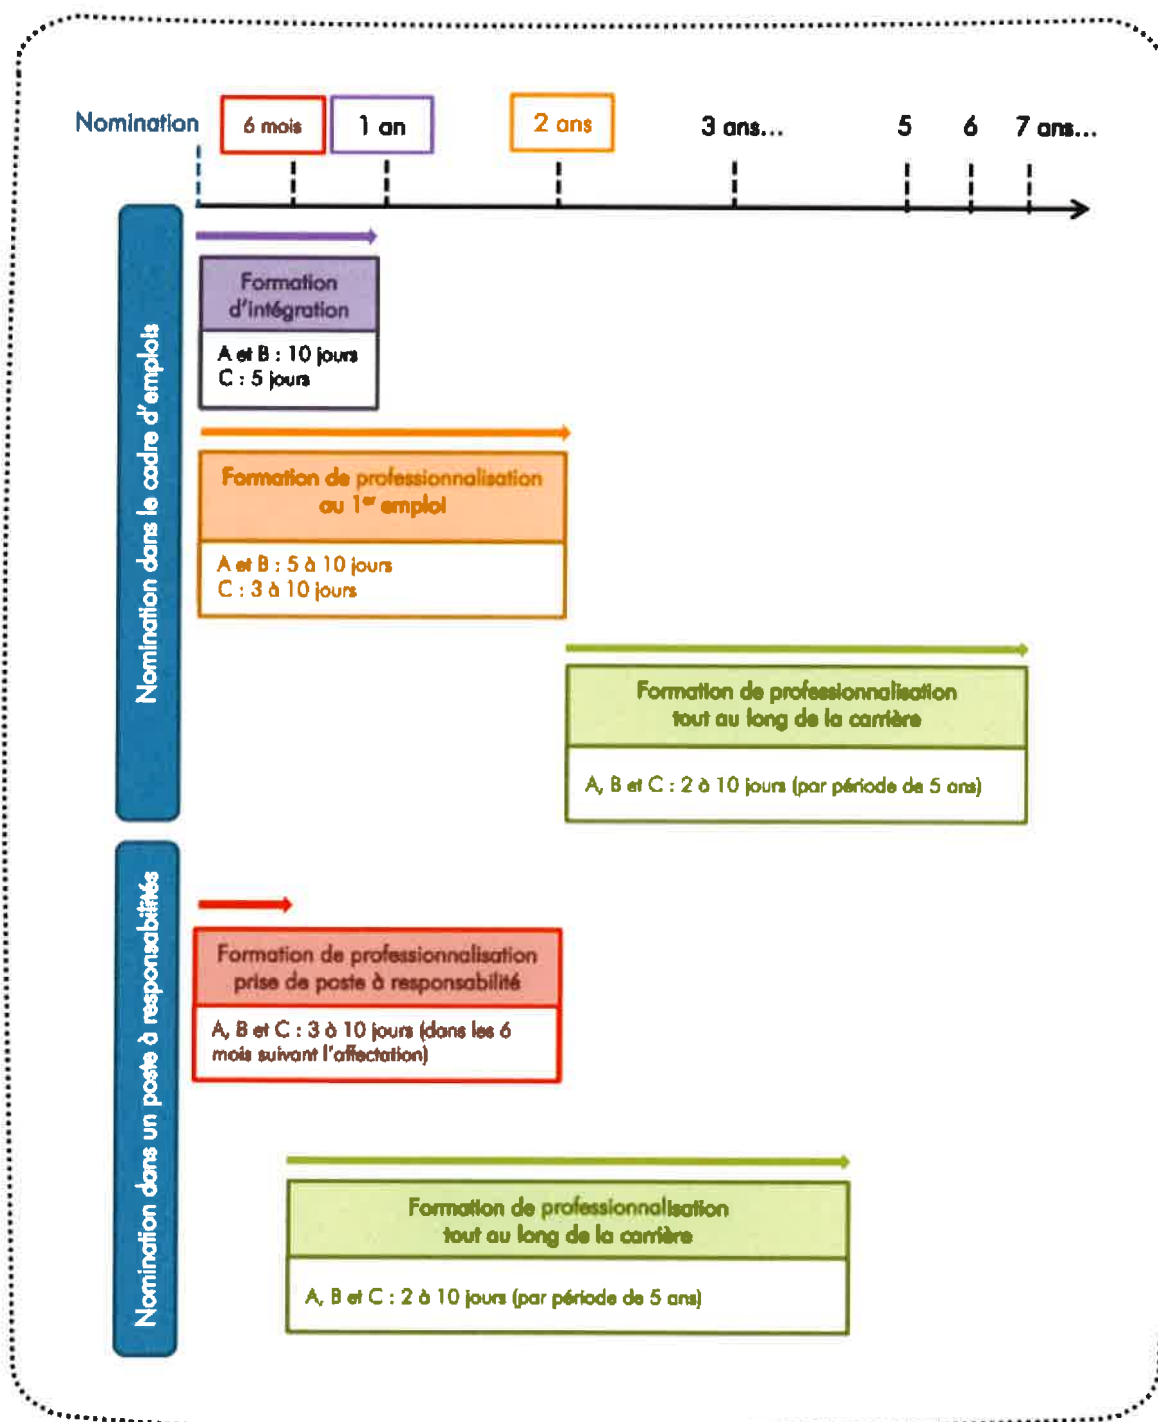 Nomination 6 mois 1 an 2 ans 3 ans... 5 6 7 ans...
Nomination dans le cadre d'emplois
Formation
d'intégration
A et B : 10 jours
C : 5 jours
Formation de professionnalisation
au 1er emploi
A et B : 5 à 10 jours
C : 3 à 10 jours
Formation de professionnalisation
tout au long de la carrière
A, B et C : 2 à 10 jours (par période de 5 ans)
Nomination dans un poste à responsabilités
Formation de professionnalisation
prise de poste à responsabilité
A, B et C : 3 à 10 jours (dans les 6
mois suivant l'affectation)
Formation de professionnalisation
tout au long de la carrière
A, B et C : 2 à 10 jours (par période de 5 ans)